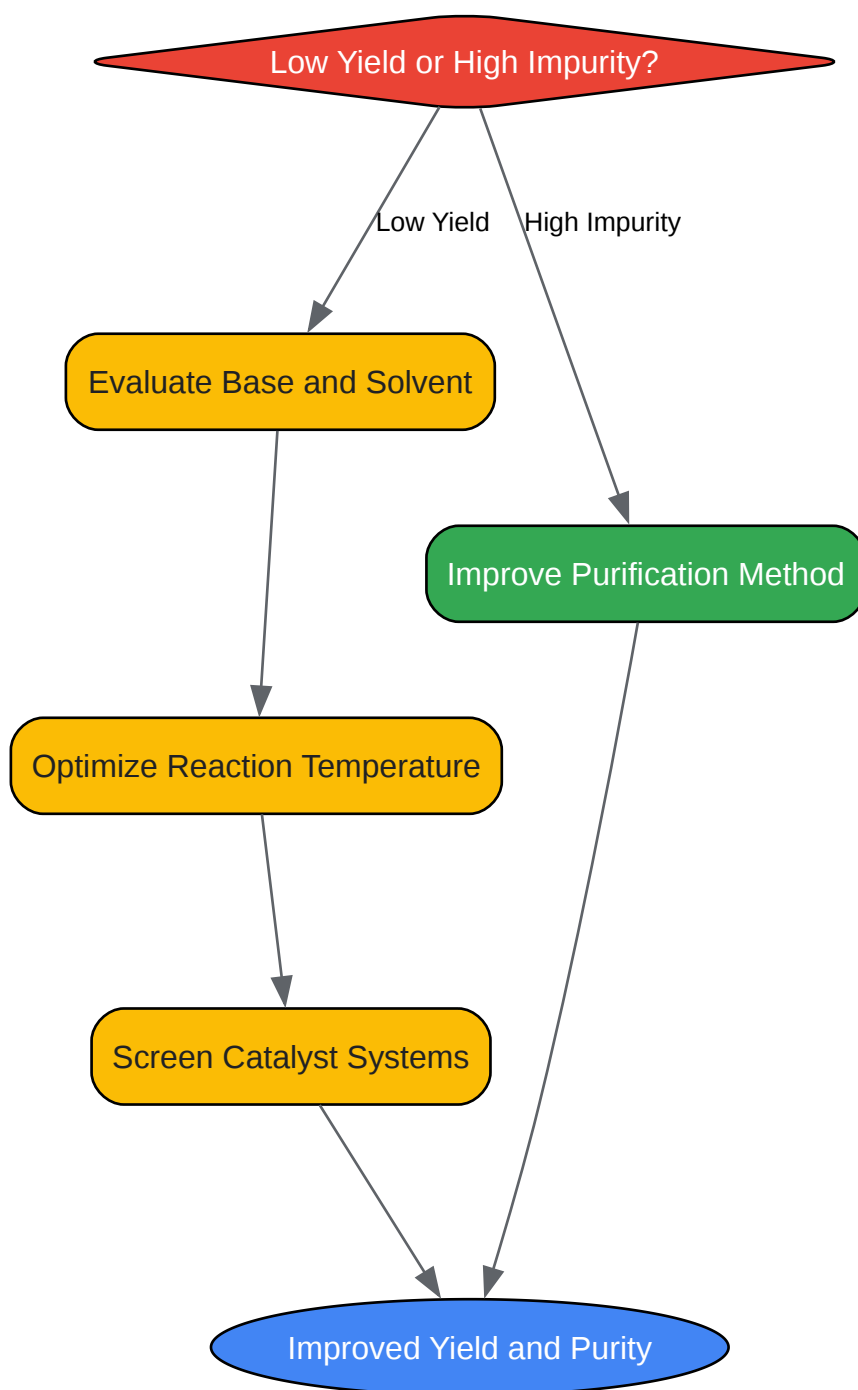 Low Yield or High Impurity?
Low Yield
High Impurity
Evaluate Base and Solvent
Improve Purification Method
Optimize Reaction Temperature
Screen Catalyst Systems
Improved Yield and Purity